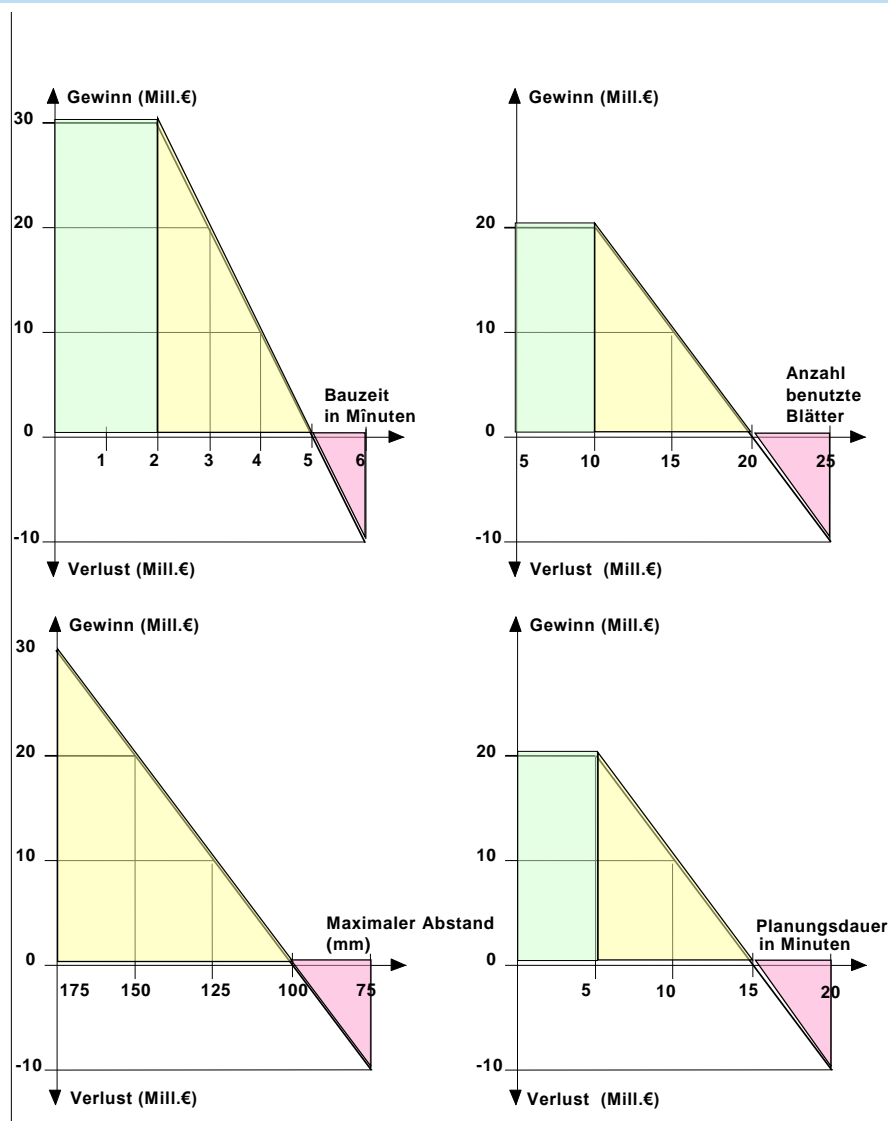 Gewinn (Mill.€)
30
20
10
0
-10
Bauzeit
in Mînuten
1 2 3 4 5 6
Verlust (Mill.€)
Gewinn (Mill.€)
30
20
10
0
-10
Anzahl
benutzte
Blätter
5 10 15 20 25
Verlust (Mill.€)
Gewinn (Mill.€)
30
20
10
0
-10
Maximaler Abstand
(mm)
175 150 125 100 75
Verlust (Mill.€)
Gewinn (Mill.€)
20
10
0
-10
Planungsdauer
in Minuten
5 10 15 20
Verlust (Mill.€)